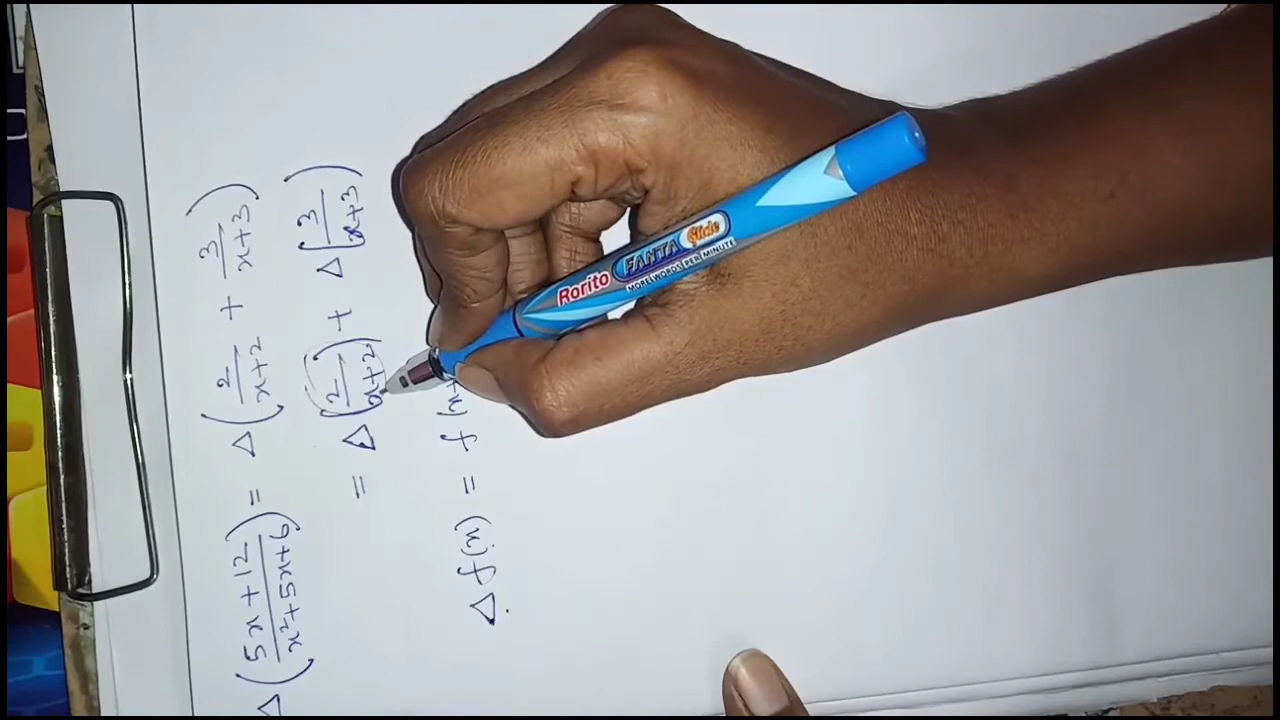 Δ(5x+12/x²+5x+6) = Δ(2/x+2 + 3/x+3)
= Δ(2/x+2) + Δ(3/x+3)
Δ f(x) = f(x+
Rorito FANTA Glide
MORE WORDS PER MINUTE